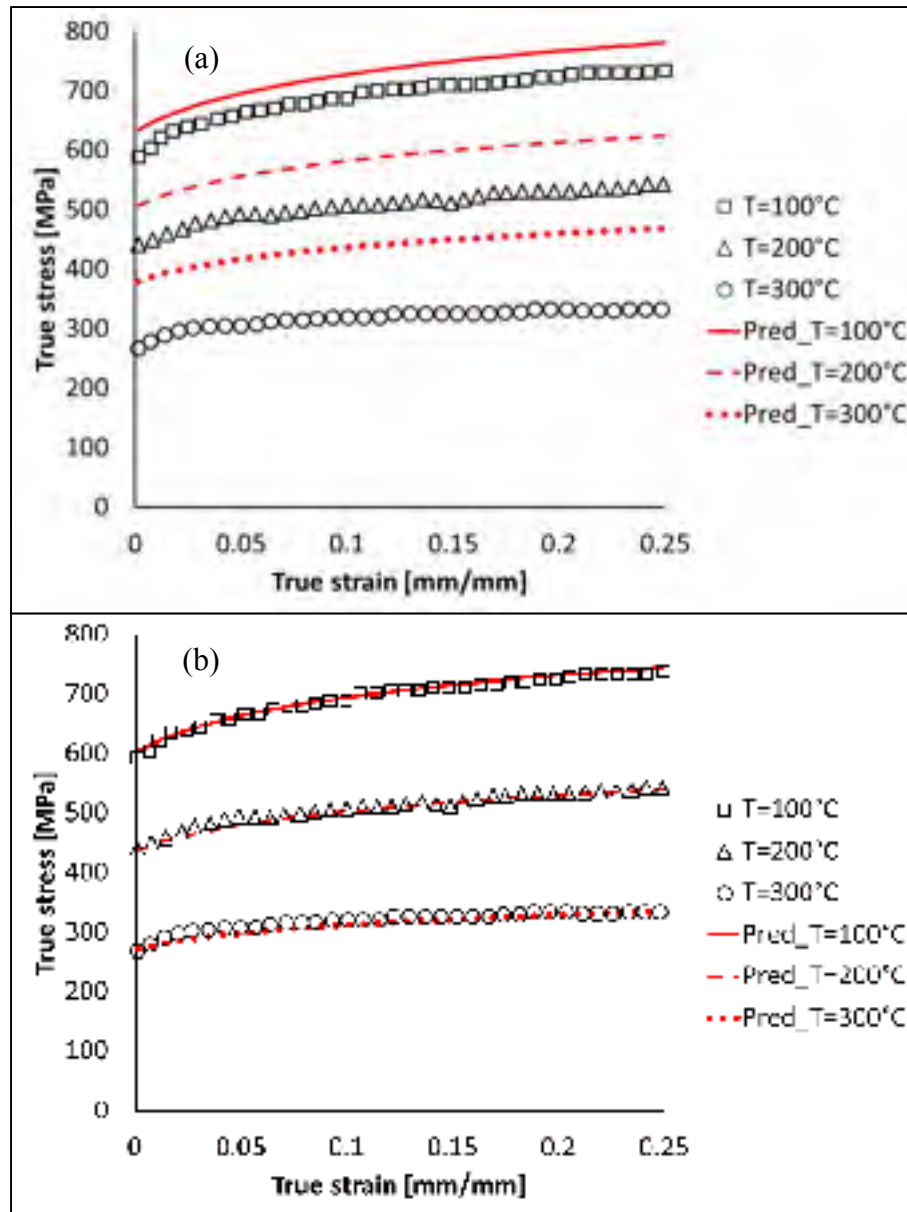 (a)
True stress [MPa]
800
700
600
500
400
300
200
100
0
0 0.05 0.1 0.15 0.2 0.25
True strain [mm/mm]
T=100°C
T=200°C
T=300°C
Pred_T=100°C
Pred_T=200°C
Pred_T=300°C
(b)
True stress [MPa]
800
700
600
500
400
300
200
100
0
0 0.05 0.1 0.15 0.2 0.25
True strain [mm/mm]
T=100°C
T=200°C
T=300°C
Pred_T=100°C
Pred_T=200°C
Pred_T=300°C